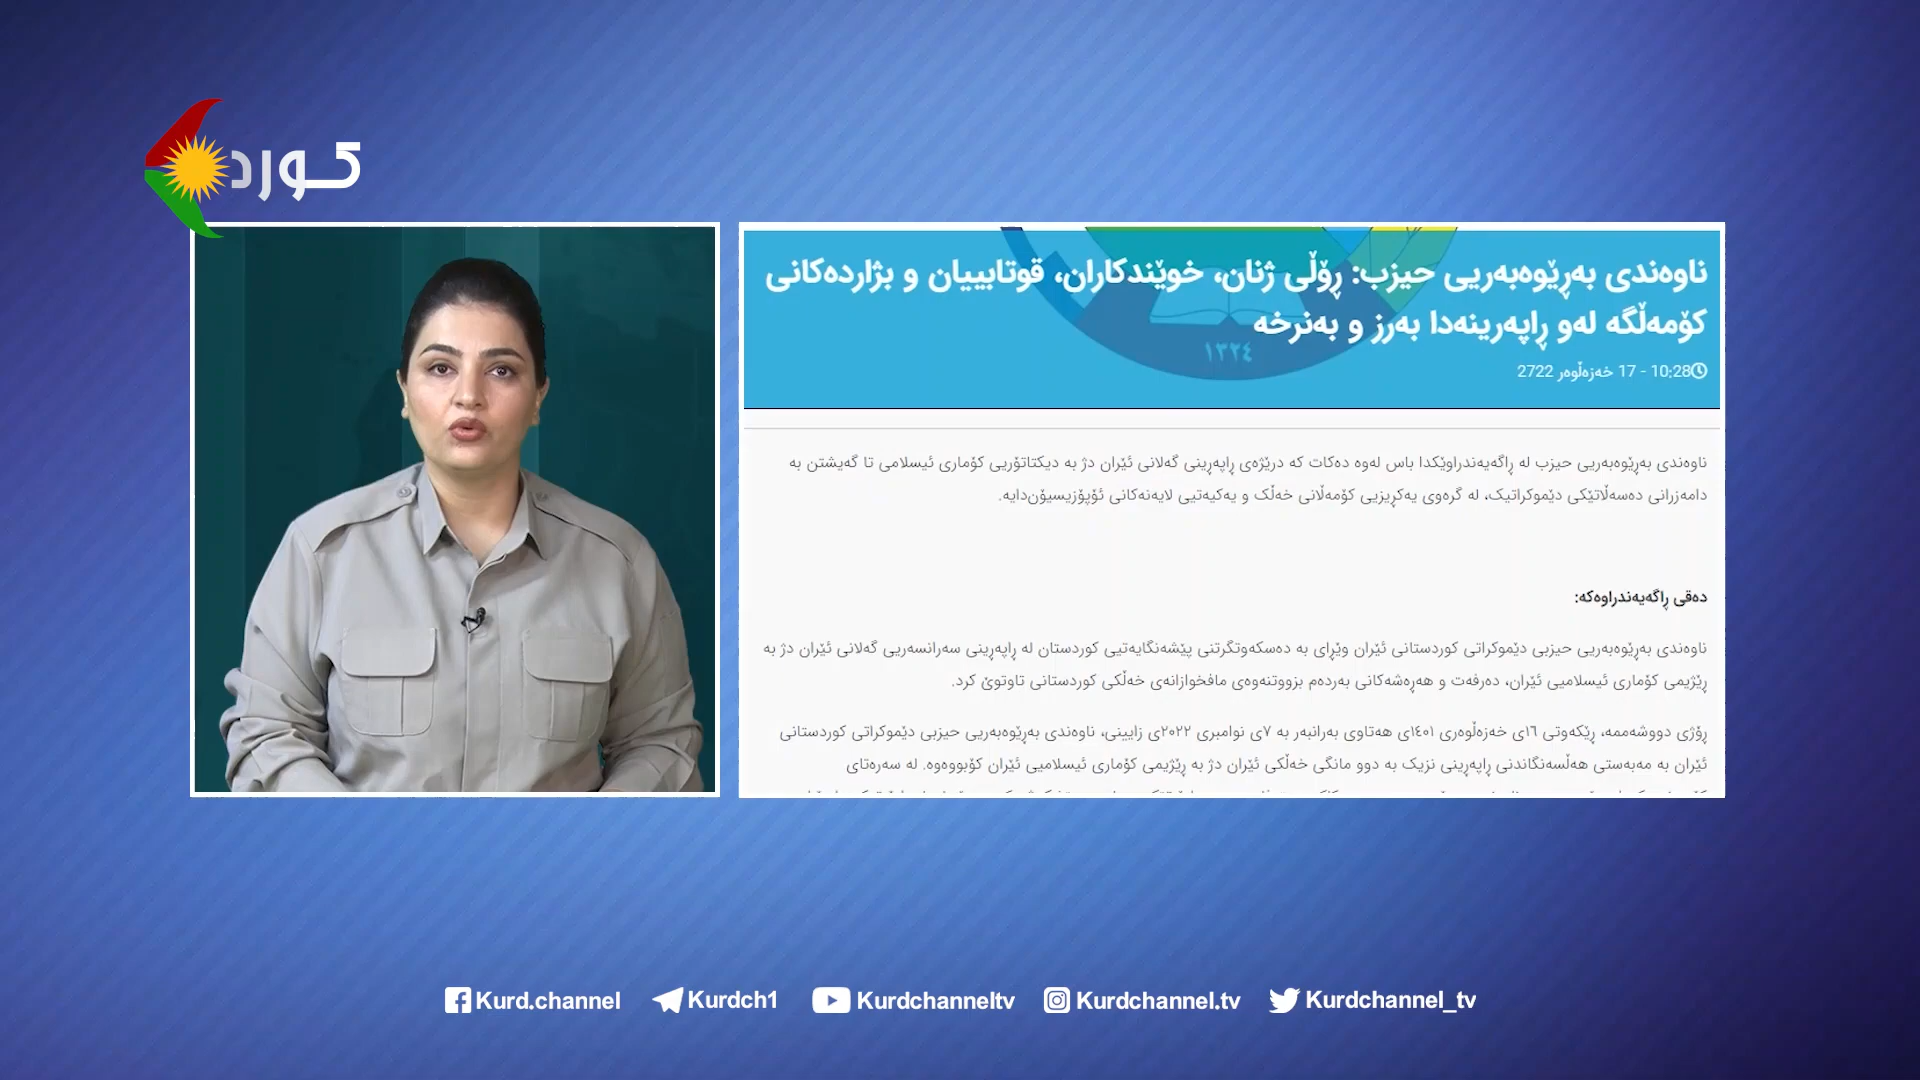 کورد
ناوەندی بەڕێوەبەریی حیزب: ڕۆڵی ژنان، خوێندکاران، قوتابییان و بژاردەکانی
کۆمەڵگە لەو ڕاپەڕینەدا بەرز و بەنرخە
١٣٢٤
10:28 - 17 خەزەڵوەر 2722
ناوەندی بەڕێوەبەریی حیزب لە ڕاگەیەندراوێکدا باس لەوە دەکات کە درێژەی ڕاپەڕینی گەلانی ئێران دژ بە دیکتاتۆریی کۆماری ئیسلامی تا گەیشتن بە
دامەزرانی دەسەڵاتێکی دێموکراتیک، لە گرەوی یەکڕیزیی کۆمەڵانی خەڵک و یەکیەتیی لایەنەکانی ئۆپۆزیسیۆن‌دایە.
دەقی ڕاگەیەندراوەکە:
ناوەندی بەڕێوەبەریی حیزبی دێموکراتی کوردستانی ئێران وێڕای بە دەسکەوتگرتنی پێشەنگایەتیی کوردستان لە ڕاپەڕینی سەرانسەریی گەلانی ئێران دژ بە
ڕێژیمی کۆماری ئیسلامیی ئێران، دەرفەت و هەڕەشەکانی بەردەم بزووتنەوەی مافخوازانەی خەڵکی کوردستانی تاوتوێ کرد.
ڕۆژی دووشەممە، ڕێکەوتی ١٦ی خەزەڵوەری ١٤٠١ی هەتاوی بەرانبەر بە ٧ی نوامبری ٢٠٢٢ی زایینی، ناوەندی بەڕێوەبەریی حیزبی دێموکراتی کوردستانی
ئێران بە مەبەستی هەڵسەنگاندنی ڕاپەڕینی نزیک بە دوو مانگی خەڵکی ئێران دژ بە ڕێژیمی کۆماری ئیسلامیی ئێران کۆبووەوە. لە سەرەتای
Kurd.channel
Kurdch1
Kurdchanneltv
Kurdchannel.tv
Kurdchannel_tv